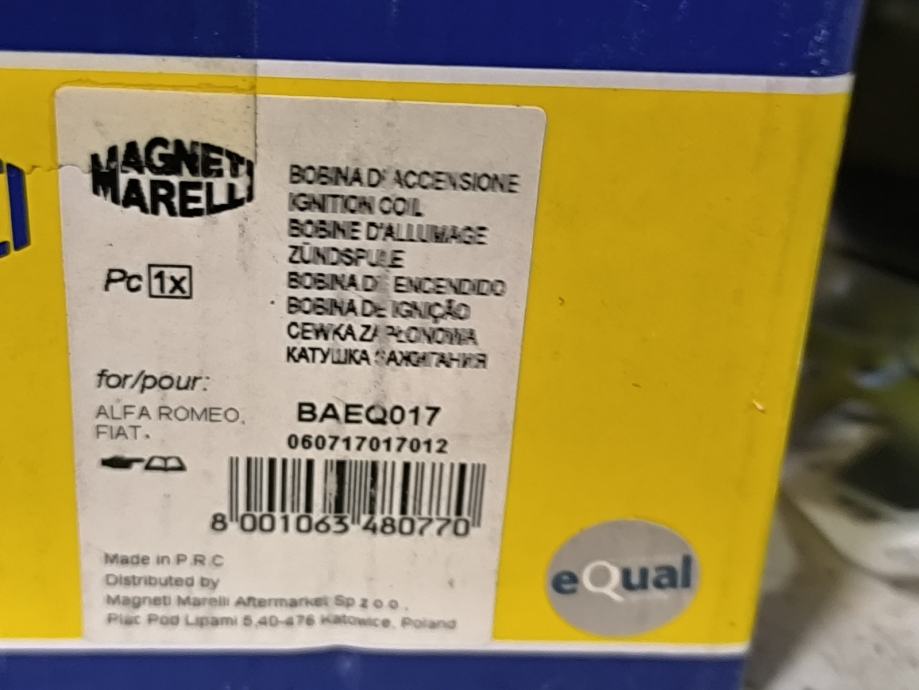 MAGNETI
MARELLI
BOBINA DI ACCENSIONE
IGNITION COIL
BOBINE D'ALLUMAGE
ZÜNDSPULE
BOBINA DE ENCENDIDO
BOBINA DE IGNIÇÃO
CEWKA ZAPŁONOWA
КАТУШКА ЗАЖИГАНИЯ
Pc 1x
for/pour:
ALFA ROMEO,
FIAT.
BAEQ017
060717017012
8 001063 480770
Made in P.R.C
Distributed by
Magneti Marelli Aftermarket Sp z o o.
Plac Pod Lipami 5,40-476 Katowice, Poland
eQual